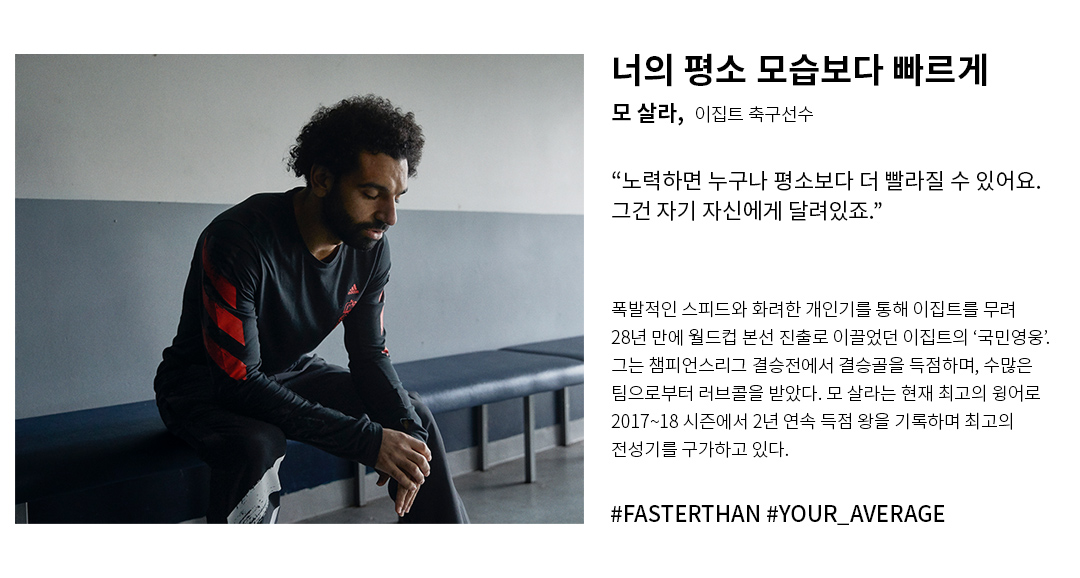 너의 평소 모습보다 빠르게
모 살라, 이집트 축구선수
“노력하면 누구나 평소보다 더 빨라질 수 있어요.
그건 자기 자신에게 달려있죠.”
폭발적인 스피드와 화려한 개인기를 통해 이집트를 무려
28년 만에 월드컵 본선 진출로 이끌었던 이집트의 ‘국민영웅’.
그는 챔피언스리그 결승전에서 결승골을 득점하며, 수많은
팀으로부터 러브콜을 받았다. 모 살라는 현재 최고의 윙어로
2017~18 시즌에서 2년 연속 득점 왕을 기록하며 최고의
전성기를 구가하고 있다.
#FASTERTHAN #YOUR_AVERAGE